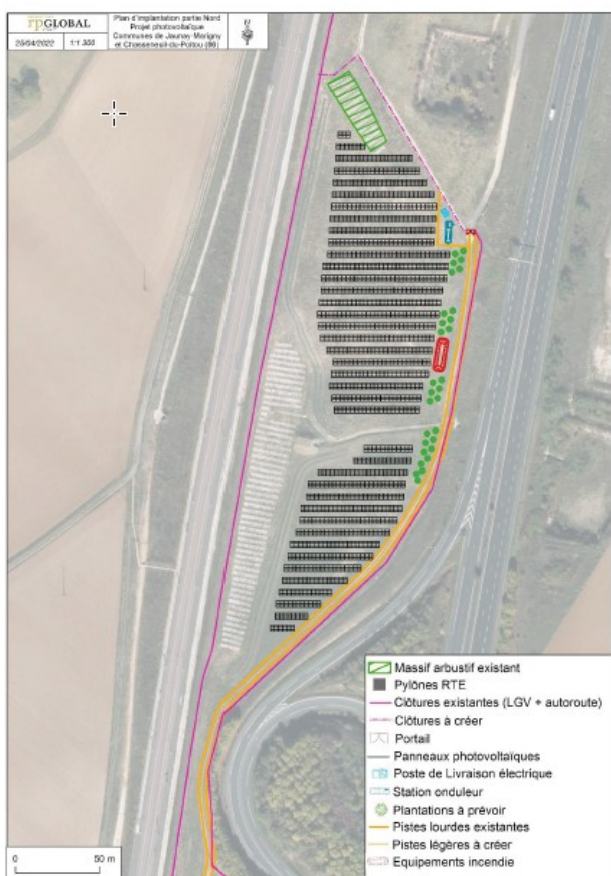 rpGLOBAL
25/04/2022
1:1 300
Plan d'implantation partie Nord
Projet photovoltaïque
Communes de Jaunay-Marigny
et Chasseneuil-du-Poitou (86)
N
Massif arbustif existant
Pylônes RTE
Clôtures existantes (LGV + autoroute)
Clôtures à créer
Portail
Panneaux photovoltaïques
Poste de Livraison électrique
Station onduleur
Plantations à prévoir
Pistes lourdes existantes
Pistes légères à créer
Equipements incendie
0
50 m